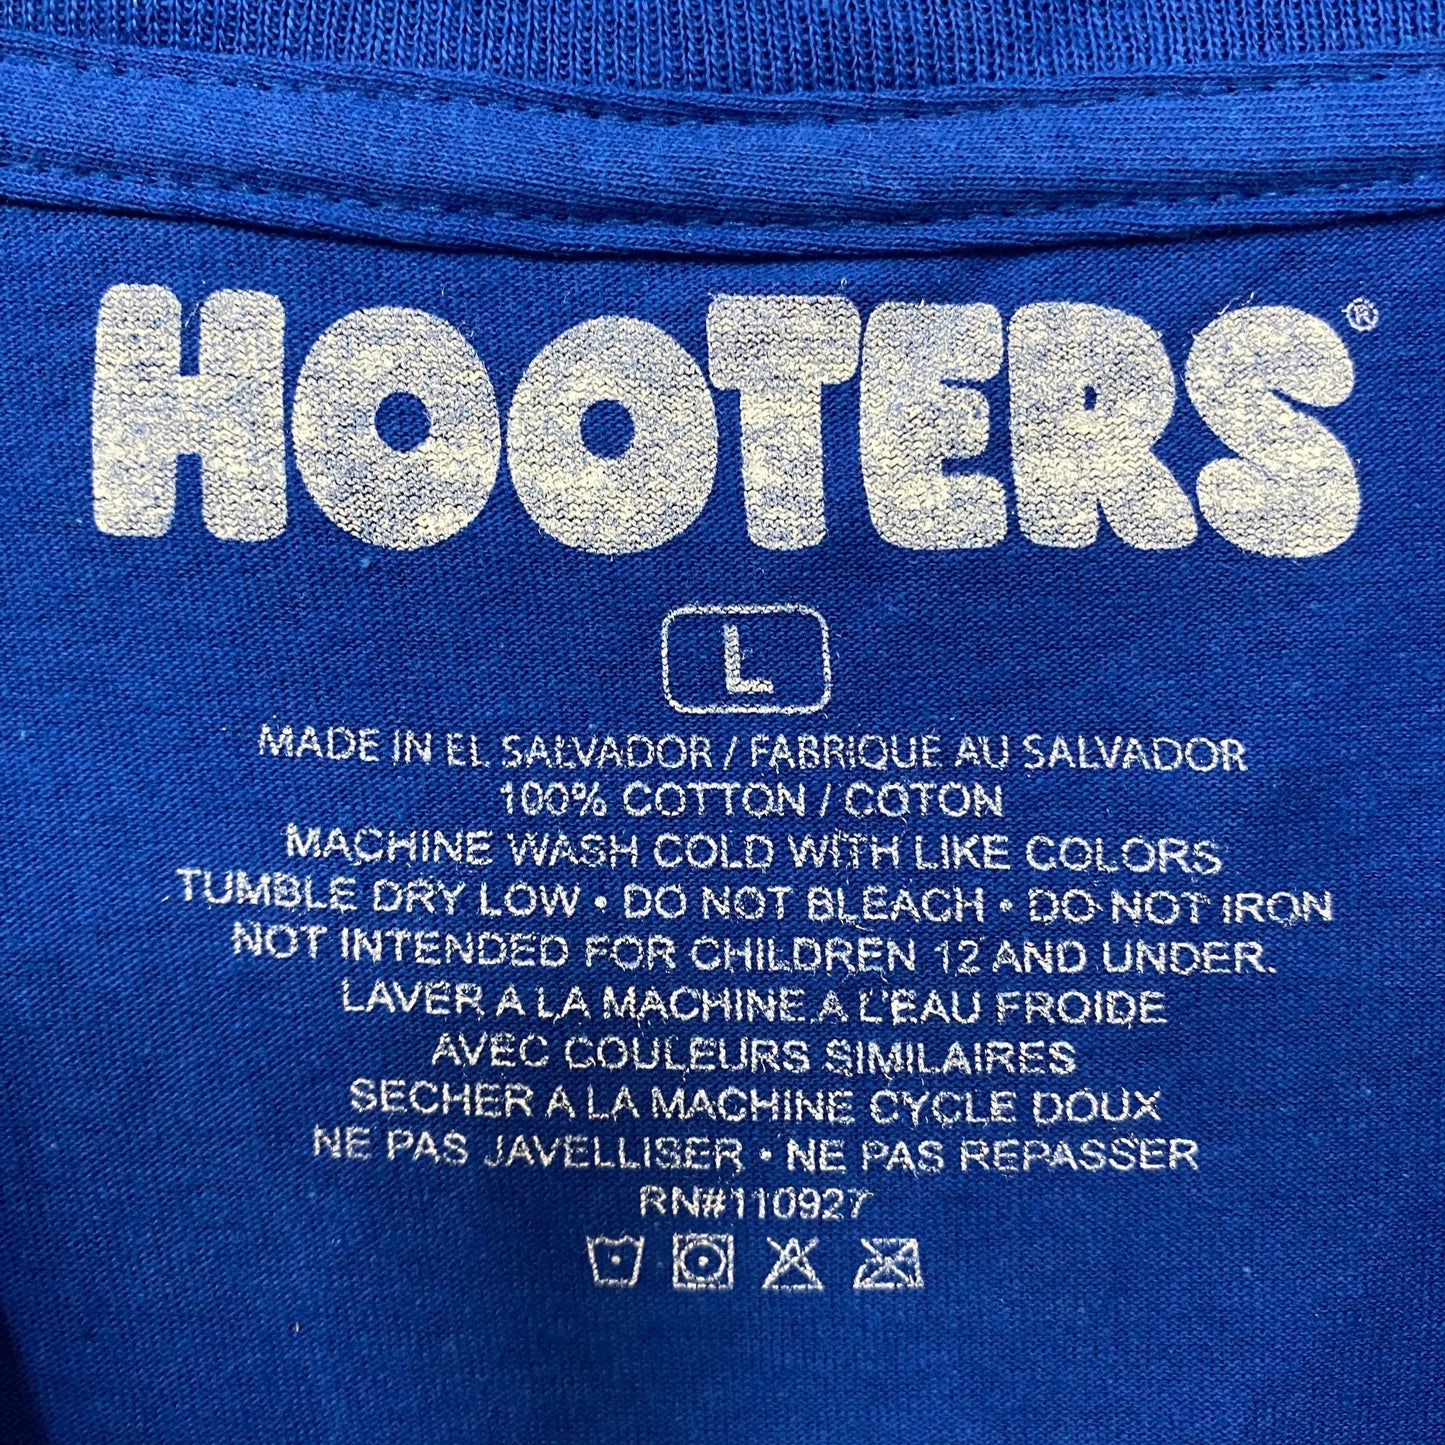 HOOTERS®
L
MADE IN EL SALVADOR / FABRIQUE AU SALVADOR
100% COTTON / COTON
MACHINE WASH COLD WITH LIKE COLORS
TUMBLE DRY LOW • DO NOT BLEACH • DO NOT IRON
NOT INTENDED FOR CHILDREN 12 AND UNDER.
LAVER A LA MACHINE A L'EAU FROIDE
AVEC COULEURS SIMILAIRES
SECHER A LA MACHINE CYCLE DOUX
NE PAS JAVELLISER • NE PAS REPASSER
RN#110927